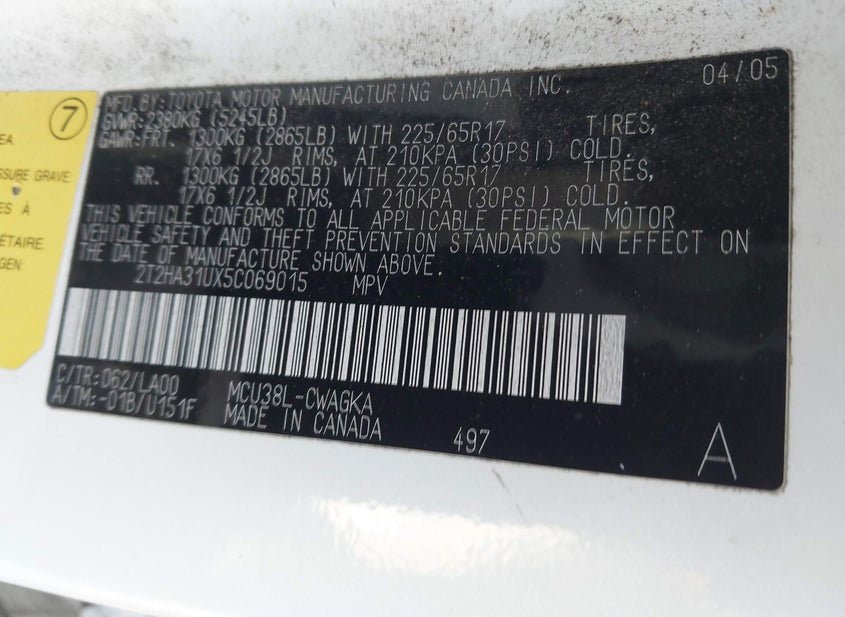 04/05
MFD. BY: TOYOTA MOTOR MANUFACTURING CANADA INC.
GVWR: 2380KG (5245LB)
GAWR: FRT. 1300KG (2865LB) WITH 225/65R17 TIRES,
17X6 1/2J RIMS, AT 210KPA (30PSI) COLD.
RR. 1300KG (2865LB) WITH 225/65R17 TIRES,
17X6 1/2J RIMS, AT 210KPA (30PSI) COLD.
THIS VEHICLE CONFORMS TO ALL APPLICABLE FEDERAL MOTOR
VEHICLE SAFETY AND THEFT PREVENTION STANDARDS IN EFFECT ON
THE DATE OF MANUFACTURE SHOWN ABOVE.
2T2HA31UX5C069015 MPV
C/TR: 062/LA00 MCU38L-CWAGKA
A/TM: -01B/U151F MADE IN CANADA 497
A
7
EA.
SSURE GRAVE
ES À
ÉTAIRE.
GEN.